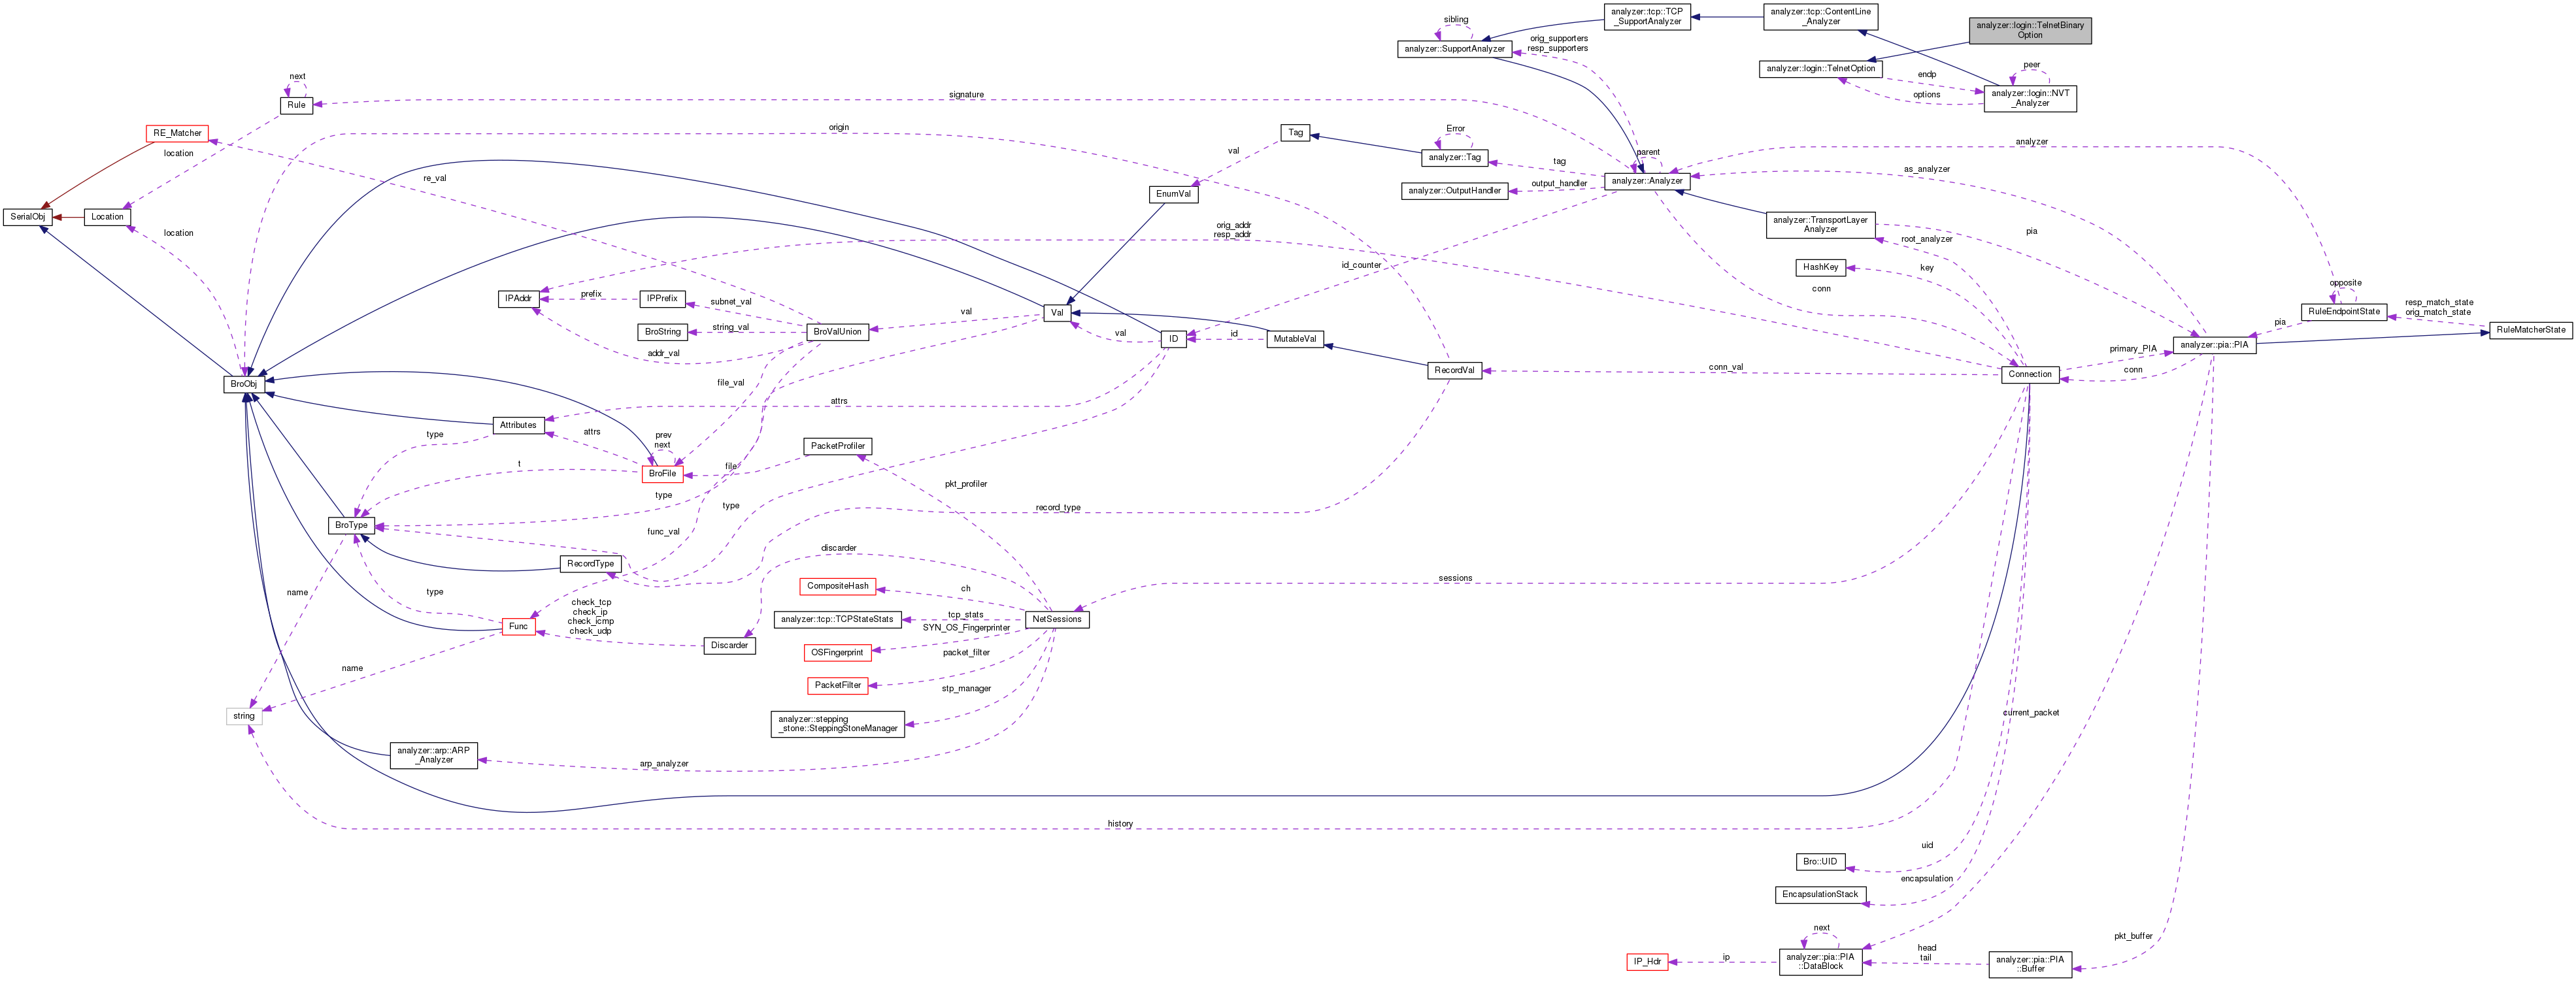 analyzer::tcp::TCP
_SupportAnalyzer
analyzer::tcp::ContentLine
_Analyzer
analyzer::login::TelnetBinary
Option
sibling
analyzer::SupportAnalyzer
orig_supporters
resp_supporters
analyzer::login::TelnetOption
endp
options
peer
analyzer::login::NVT
_Analyzer
next
Rule
signature
RE_Matcher
origin
location
Tag
Error
analyzer::Tag
val
tag
parent
analyzer::Analyzer
analyzer
as_analyzer
re_val
EnumVal
analyzer::OutputHandler
output_handler
SerialObj
Location
location
orig_addr
resp_addr
analyzer::TransportLayer
Analyzer
pia
root_analyzer
id_counter
HashKey
key
conn
IPAddr
prefix
IPPrefix
subnet_val
BroString
string_val
BroValUnion
val
Val
addr_val
val
ID
id
MutableVal
opposite
RuleEndpointState
resp_match_state
orig_match_state
RuleMatcherState
pia
analyzer::pia::PIA
primary_PIA
conn
RecordVal
conn_val
Connection
BroObj
file_val
attrs
Attributes
type
attrs
prev
next
BroFile
file
PacketProfiler
t
type
type
pkt_profiler
record_type
BroType
func_val
RecordType
discarder
name
type
CompositeHash
ch
sessions
check_tcp
check_ip
check_icmp
check_udp
Func
analyzer::tcp::TCPStateStats
tcp_stats
SYN_OS_Fingerprinter
NetSessions
Discarder
OSFingerprint
packet_filter
name
PacketFilter
stp_manager
string
analyzer::stepping
_stone::SteppingStoneManager
current_packet
analyzer::arp::ARP
_Analyzer
arp_analyzer
history
Bro::UID
uid
EncapsulationStack
encapsulation
next
pkt_buffer
IP_Hdr
ip
analyzer::pia::PIA
::DataBlock
head
tail
analyzer::pia::PIA
::Buffer